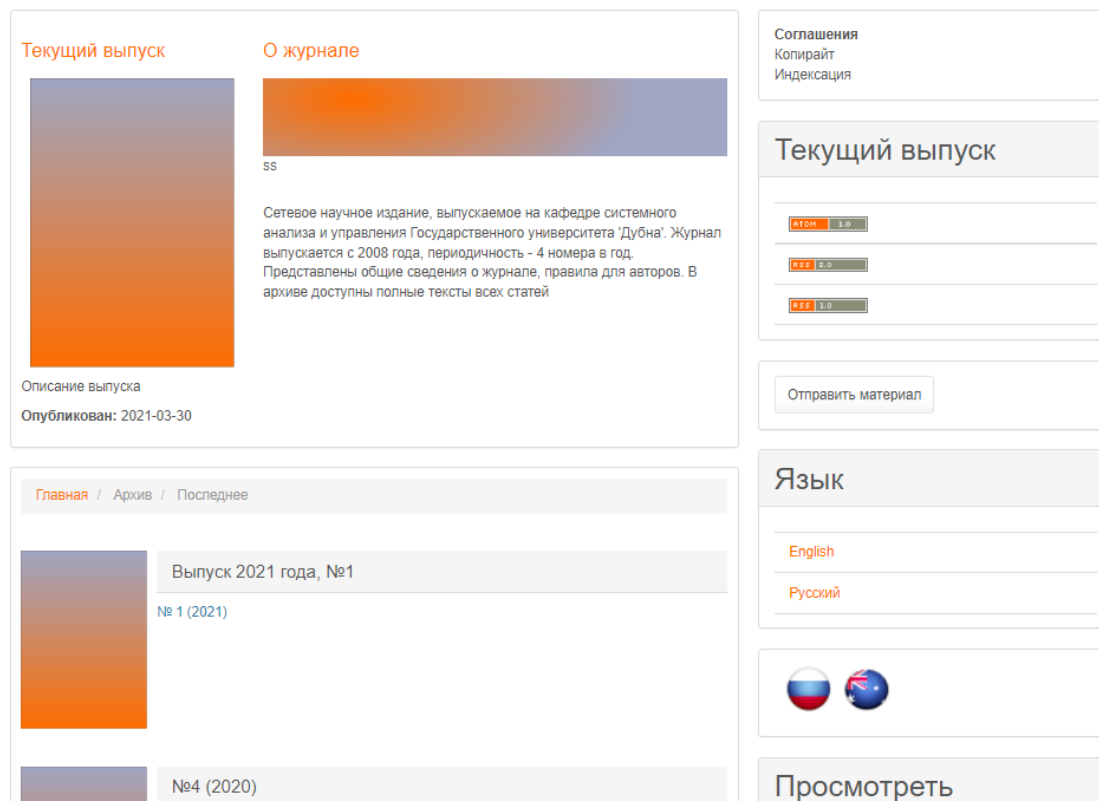 Текущий выпуск
О журнале
ss
Сетевое научное издание, выпускаемое на кафедре системного
анализа и управления Государственного университета 'Дубна'. Журнал
выпускается с 2008 года, периодичность - 4 номера в год.
Представлены общие сведения о журнале, правила для авторов. В
архиве доступны полные тексты всех статей
Описание выпуска
Опубликован: 2021-03-30
Главная / Архив / Последнее
Выпуск 2021 года, №1
№ 1 (2021)
№4 (2020)
Соглашения
Копирайт
Индексация
Текущий выпуск
ATOM 1.0
RSS 2.0
RSS 1.0
Отправить материал
Язык
English
Русский
Просмотреть